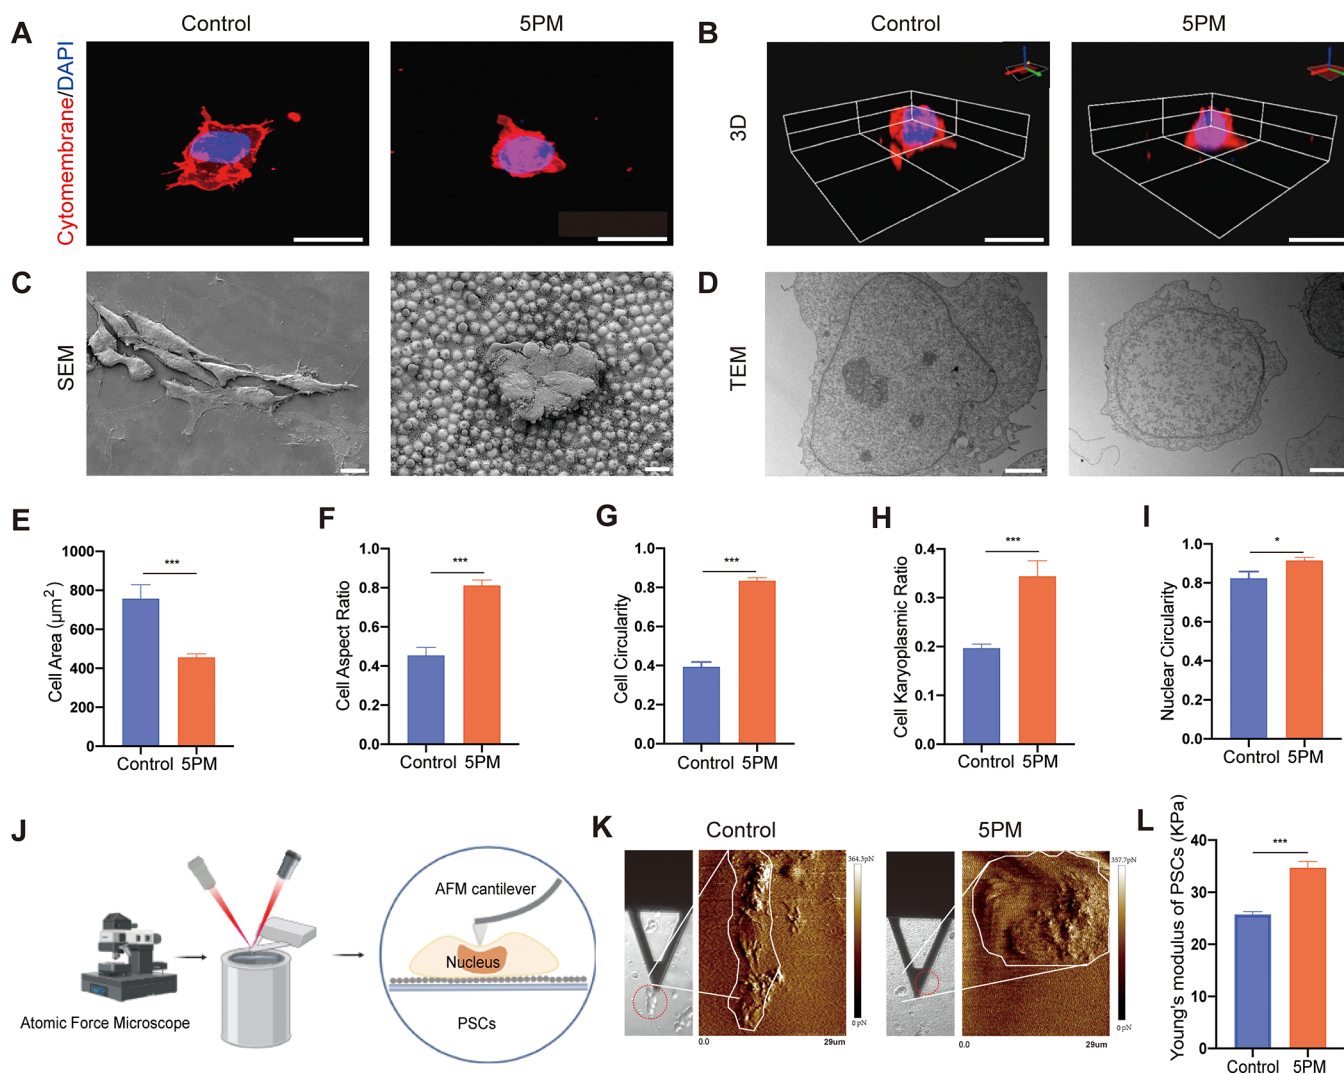 A
Control
5PM
Cytomembrane/DAPI
B
Control
5PM
3D
C
SEM
D
TEM
E
Cell Area (μm²)
1000
800
600
400
200
0
***
Control 5PM
F
Cell Aspect Ratio
1.0
0.8
0.6
0.4
0.2
0.0
***
Control 5PM
G
Cell Circularity
1.0
0.8
0.6
0.4
0.2
0.0
***
Control 5PM
H
Cell Karyoplasmic Ratio
0.4
0.3
0.2
0.1
0.0
***
Control 5PM
I
Nuclear Circularity
1.0
0.8
0.6
0.4
0.2
0.0
*
Control 5PM
J
Atomic Force Microscope
AFM cantilever
Nucleus
PSCs
K
Control
364.3pN
0 pN
0.0 29um
5PM
357.7pN
0 pN
0.0 29um
L
Young's modulus of PSCs (KPa)
40
30
20
10
0
***
Control 5PM